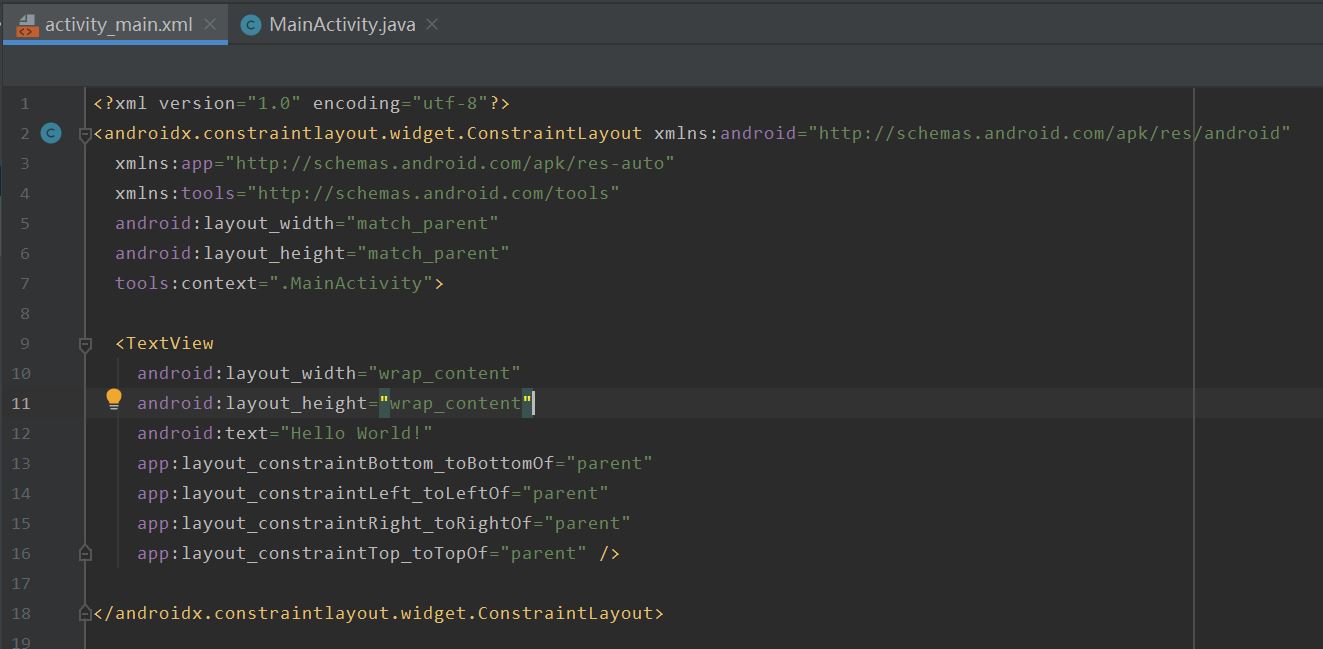 activity_main.xml MainActivity.java
1 <?xml version="1.0" encoding="utf-8"?>
2 <androidx.constraintlayout.widget.ConstraintLayout xmlns:android="http://schemas.android.com/apk/res/android"
3 xmlns:app="http://schemas.android.com/apk/res-auto"
4 xmlns:tools="http://schemas.android.com/tools"
5 android:layout_width="match_parent"
6 android:layout_height="match_parent"
7 tools:context=".MainActivity">
8
9 <TextView
10 android:layout_width="wrap_content"
11 android:layout_height="wrap_content"
12 android:text="Hello World!"
13 app:layout_constraintBottom_toBottomOf="parent"
14 app:layout_constraintLeft_toLeftOf="parent"
15 app:layout_constraintRight_toRightOf="parent"
16 app:layout_constraintTop_toTopOf="parent" />
17
18 </androidx.constraintlayout.widget.ConstraintLayout>
19